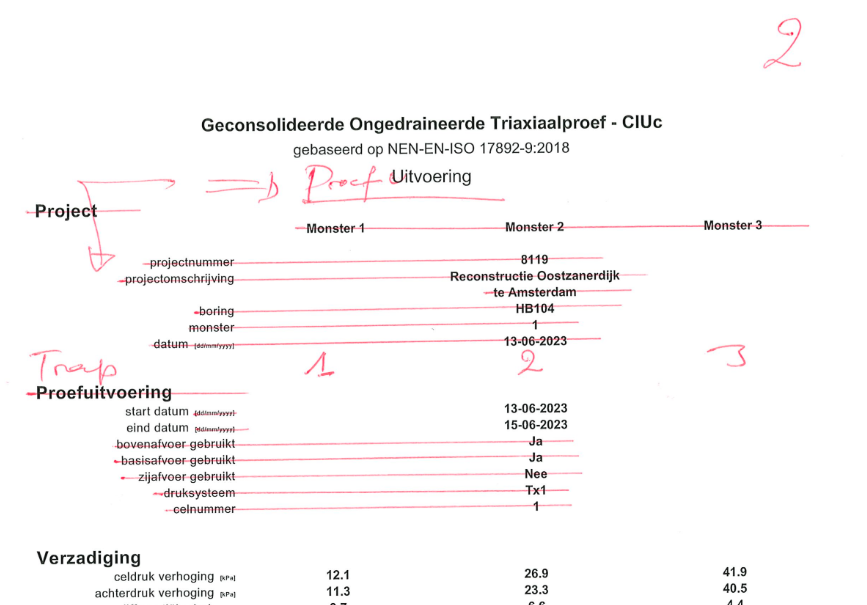 2
Geconsolideerde Ongedraineerde Triaxiaalproef - CIUc
gebaseerd op NEN-EN-ISO 17892-9:2018
Proef Uitvoering
Project
Monster 1 Monster 2 Monster 3
projectnummer 8119
projectomschrijving Reconstructie Oostzanerdijk
te Amsterdam
boring HB104
monster 1
datum [dd/mm/yyyy] 13-06-2023
Trap 1 2 3
Proefuitvoering
start datum [dd/mm/yyyy] 13-06-2023
eind datum [dd/mm/yyyy] 15-06-2023
bovenafvoer gebruikt Ja
basisafvoer gebruikt Ja
zijafvoer gebruikt Nee
druksysteem Tx1
celnummer 1
Verzadiging
celdruk verhoging [kPa] 12.1 26.9 41.9
achterdruk verhoging [kPa] 11.3 23.3 40.5